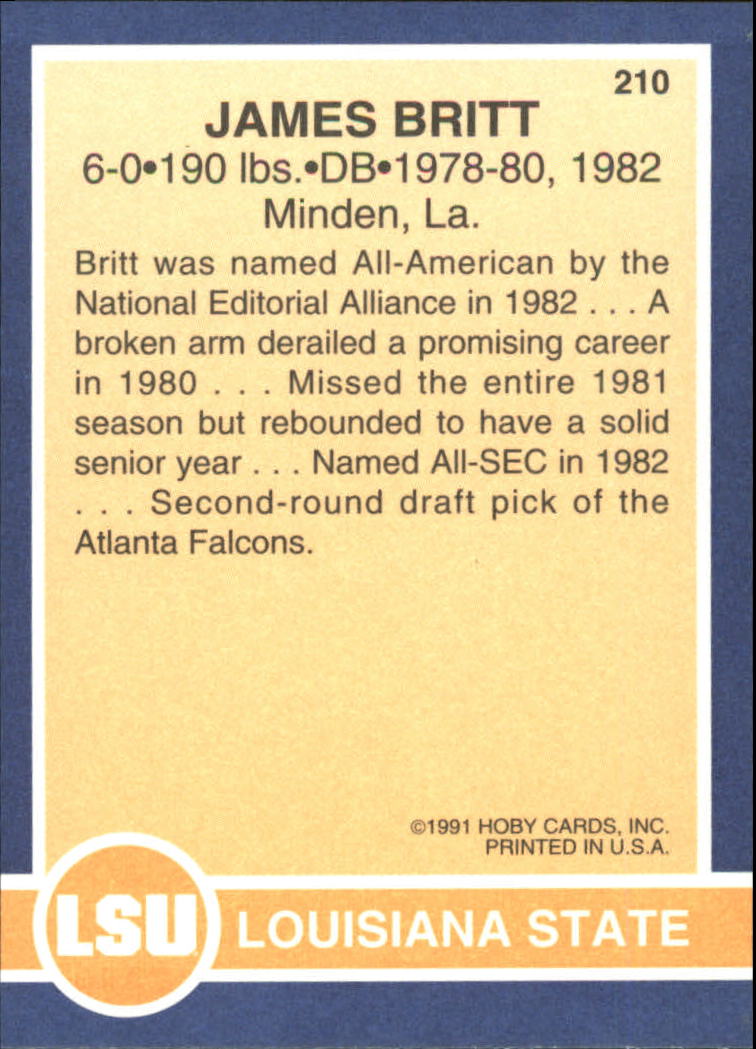 210
JAMES BRITT
6-0•190 lbs.•DB•1978-80, 1982
Minden, La.
Britt was named All-American by the
National Editorial Alliance in 1982 . . . A
broken arm derailed a promising career
in 1980 . . . Missed the entire 1981
season but rebounded to have a solid
senior year . . . Named All-SEC in 1982
. . . Second-round draft pick of the
Atlanta Falcons.
©1991 HOBY CARDS, INC.
PRINTED IN U.S.A.
LSU LOUISIANA STATE